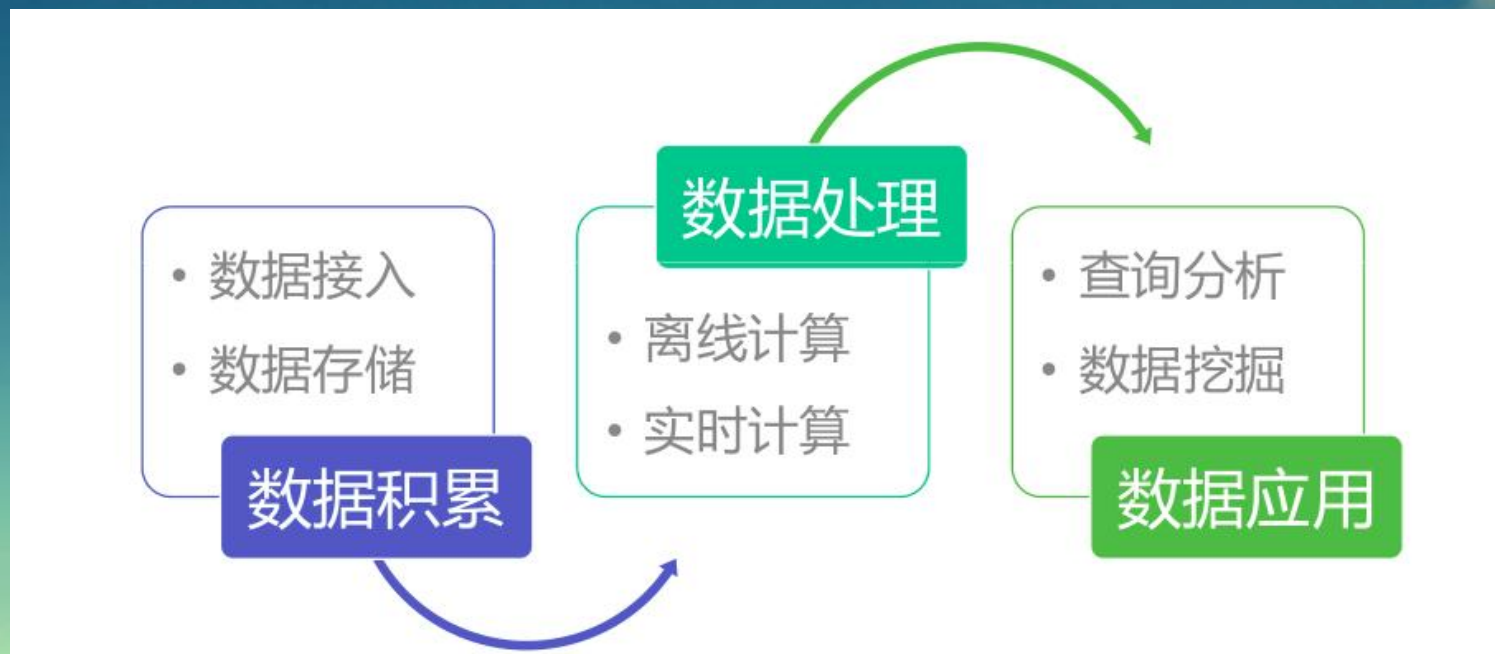 • 数据接入
• 数据存储
数据积累
数据处理
• 离线计算
• 实时计算
• 查询分析
• 数据挖掘
数据应用